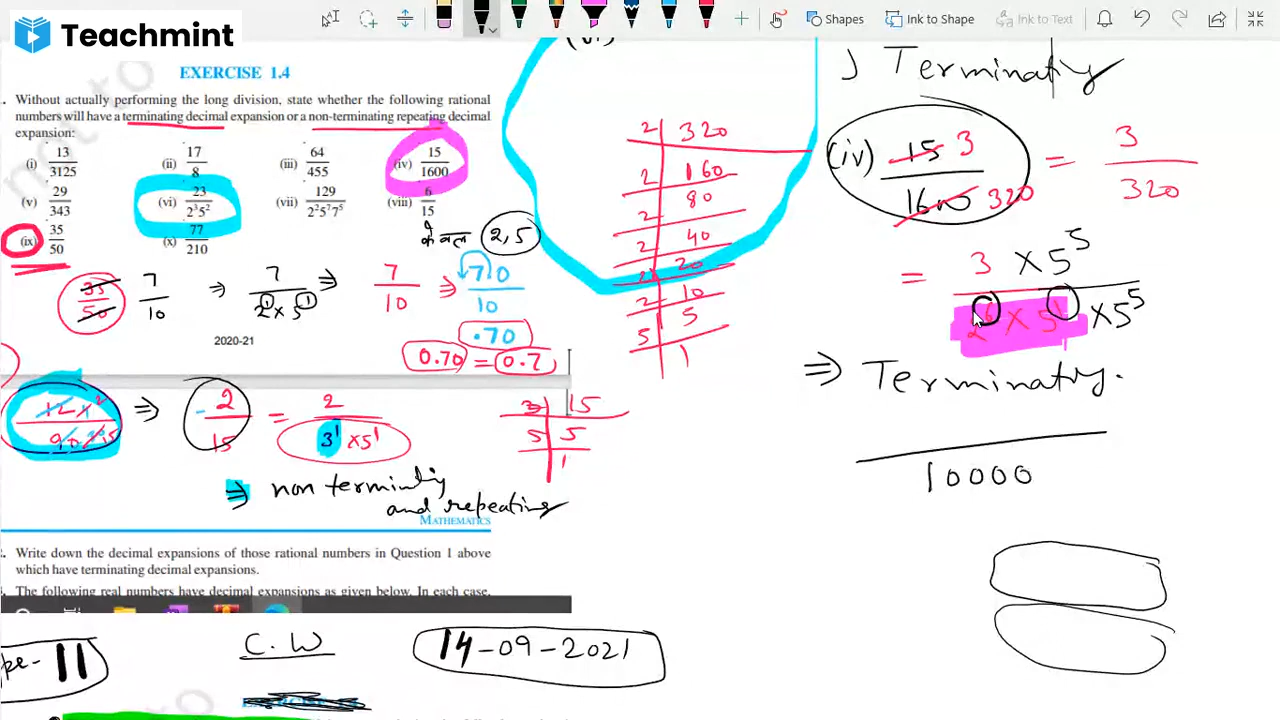 Teachmint
Shapes
Ink to Shape
Ink to Text
EXERCISE 1.4
Without actually performing the long division, state whether the following rational
numbers will have a terminating decimal expansion or a non-terminating repeating decimal
expansion:
(i) 13/3125 (ii) 17/8 (iii) 64/455 (iv) 15/1600
(v) 29/343 (vi) 23/2³5² (vii) 129/2²5⁷7⁵ (viii) 6/15
(ix) 35/50 (x) 77/210
के वल 2,5
35/50 7/10 ⇒ 7/2¹×5¹ ⇒ 7/10 ⇒ 70/10
.70
0.70 = 0.7
2020-21
⇒ -2/15 = 2/3¹×5¹
3 15
5 5
1
⇒ non terminatiy
and repeating
MATHEMATICS
Write down the decimal expansions of those rational numbers in Question 1 above
which have terminating decimal expansions.
The following real numbers have decimal expansions as given below. In each case,
2 320
2 160
2 80
2 40
2 20
2 10
5 5
1
) Terminatiy
(iv) 15 3/1600 320 = 3/320
= 3 × 5⁵/2⁶ × 5¹ × 5⁵
⇒ Terminatiy.
10000
pe-11
C.W
14-09-2021